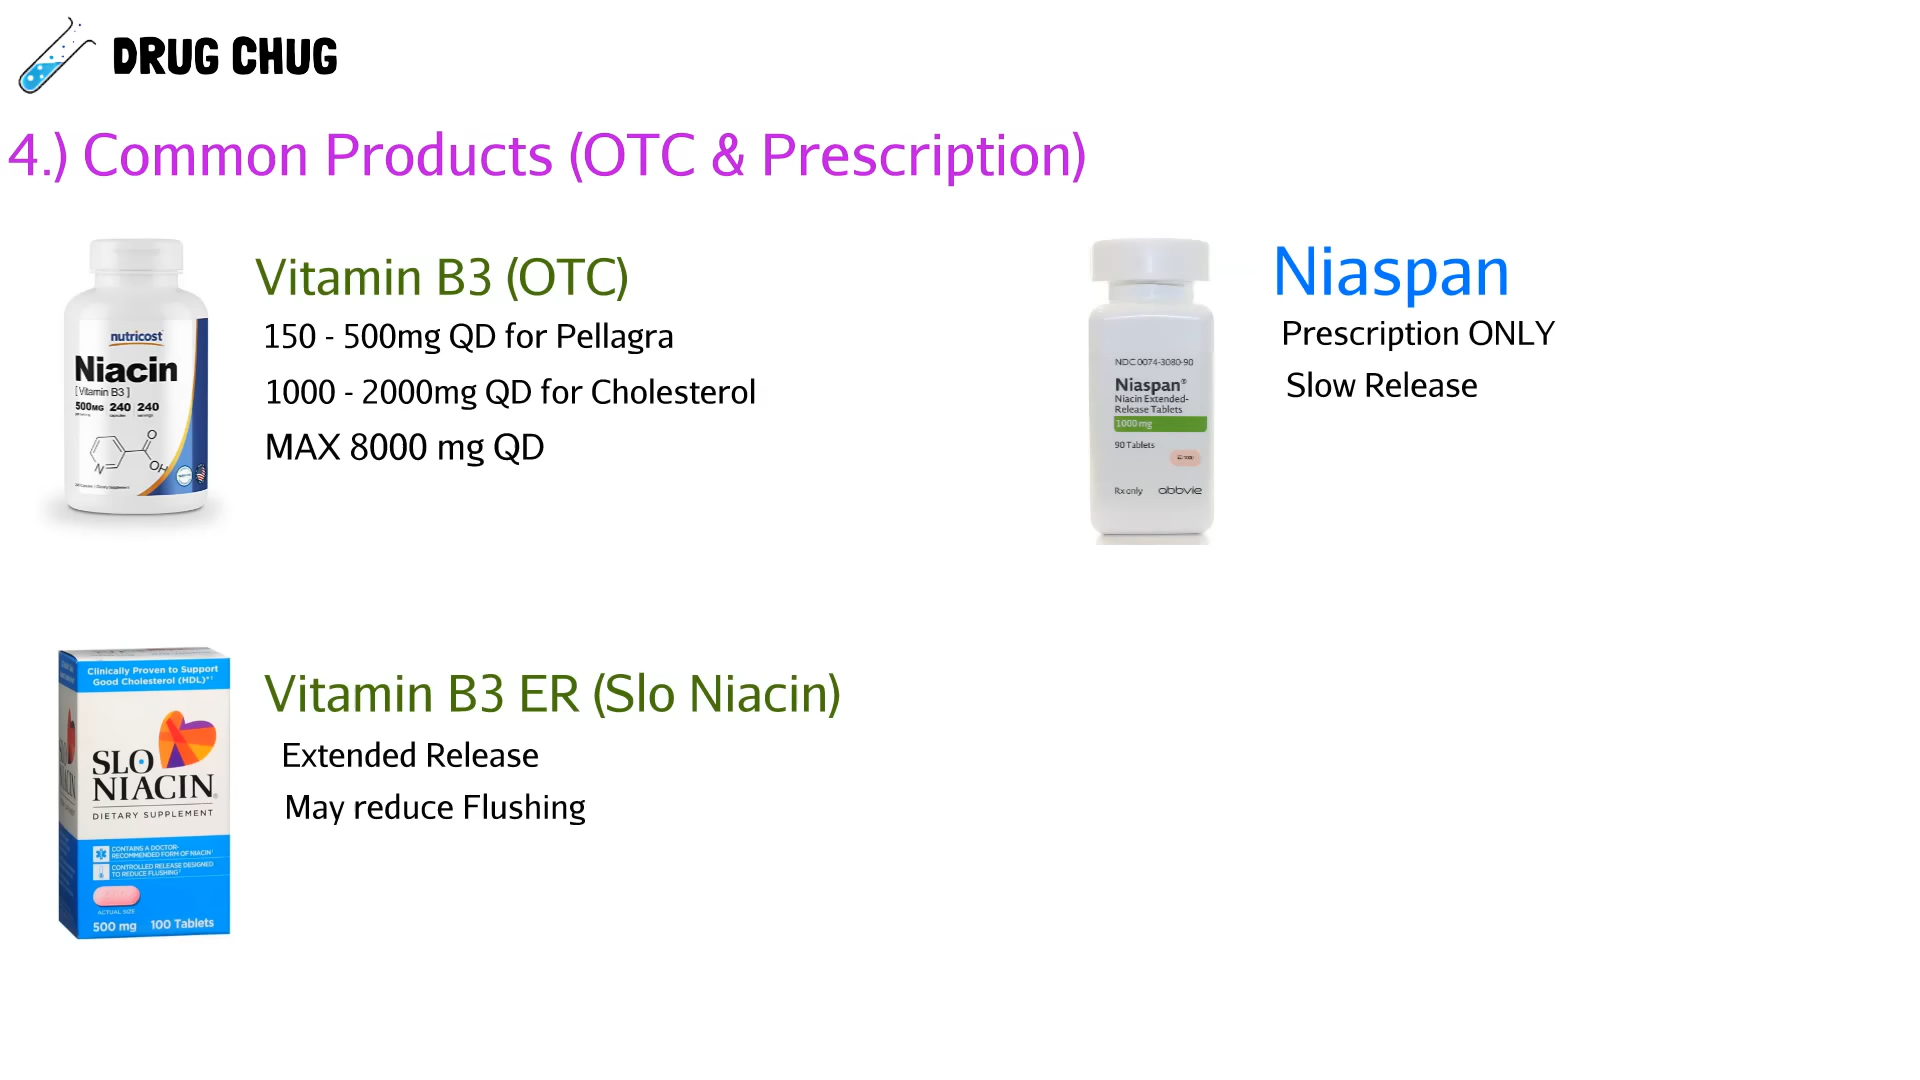 DRUG CHUG
4.) Common Products (OTC & Prescription)
nutricost
Niacin
[Vitamin B3]
500MG 240 240
capsules
servings
O
OH
N
Vitamin B3 (OTC)
150 - 500mg QD for Pellagra
1000 - 2000mg QD for Cholesterol
MAX 8000 mg QD
NDC 0074-3080-90
Niaspan®
Niacin Extended-
Release Tablets
1000 mg
90 Tablets
Rx only abbvie
Niaspan
Prescription ONLY
Slow Release
Clinically Proven to Support
Good Cholesterol (HDL)*†
SLO
NIACIN®
DIETARY SUPPLEMENT
CONTAINS A DOCTOR-
RECOMMENDED FORM OF NIACIN
CONTROLLED RELEASE DESIGNED
TO REDUCE FLUSHING
ACTUAL SIZE
500 mg 100 Tablets
Vitamin B3 ER (Slo Niacin)
Extended Release
May reduce Flushing